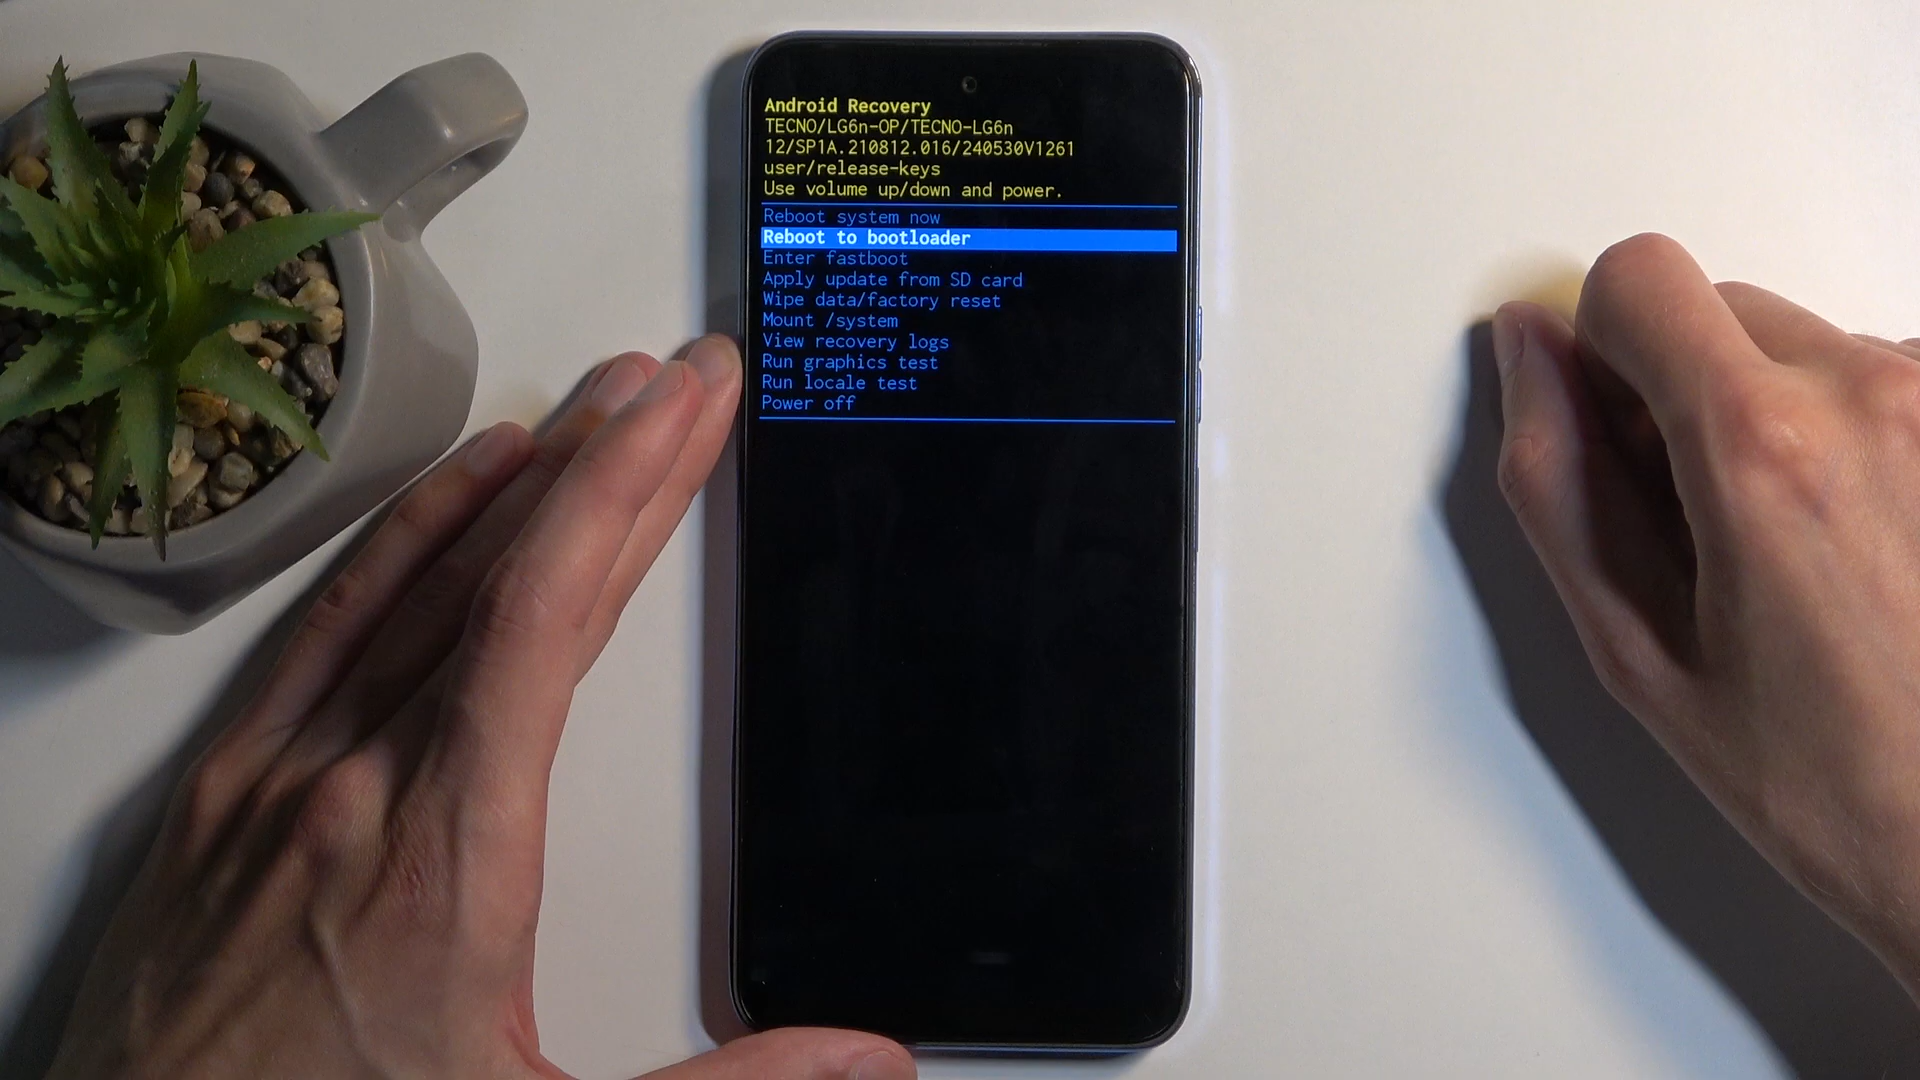 Android Recovery
TECNO/LG6n-OP/TECNO-LG6n
12/SP1A.210812.016/240530V1261
user/release-keys
Use volume up/down and power.
Reboot system now
Reboot to bootloader
Enter fastboot
Apply update from SD card
Wipe data/factory reset
Mount /system
View recovery logs
Run graphics test
Run locale test
Power off